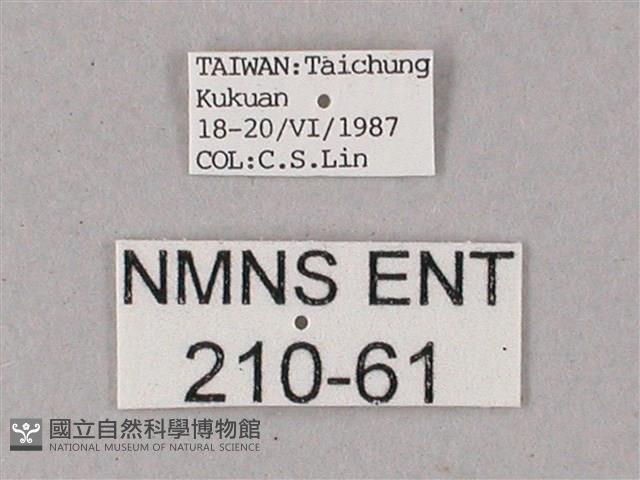 TAIWAN:Taichung
Kukuan
18-20/VI/1987
COL:C.S.Lin
NMNS ENT
210-61
國立自然科學博物館
NATIONAL MUSEUM OF NATURAL SCIENCE